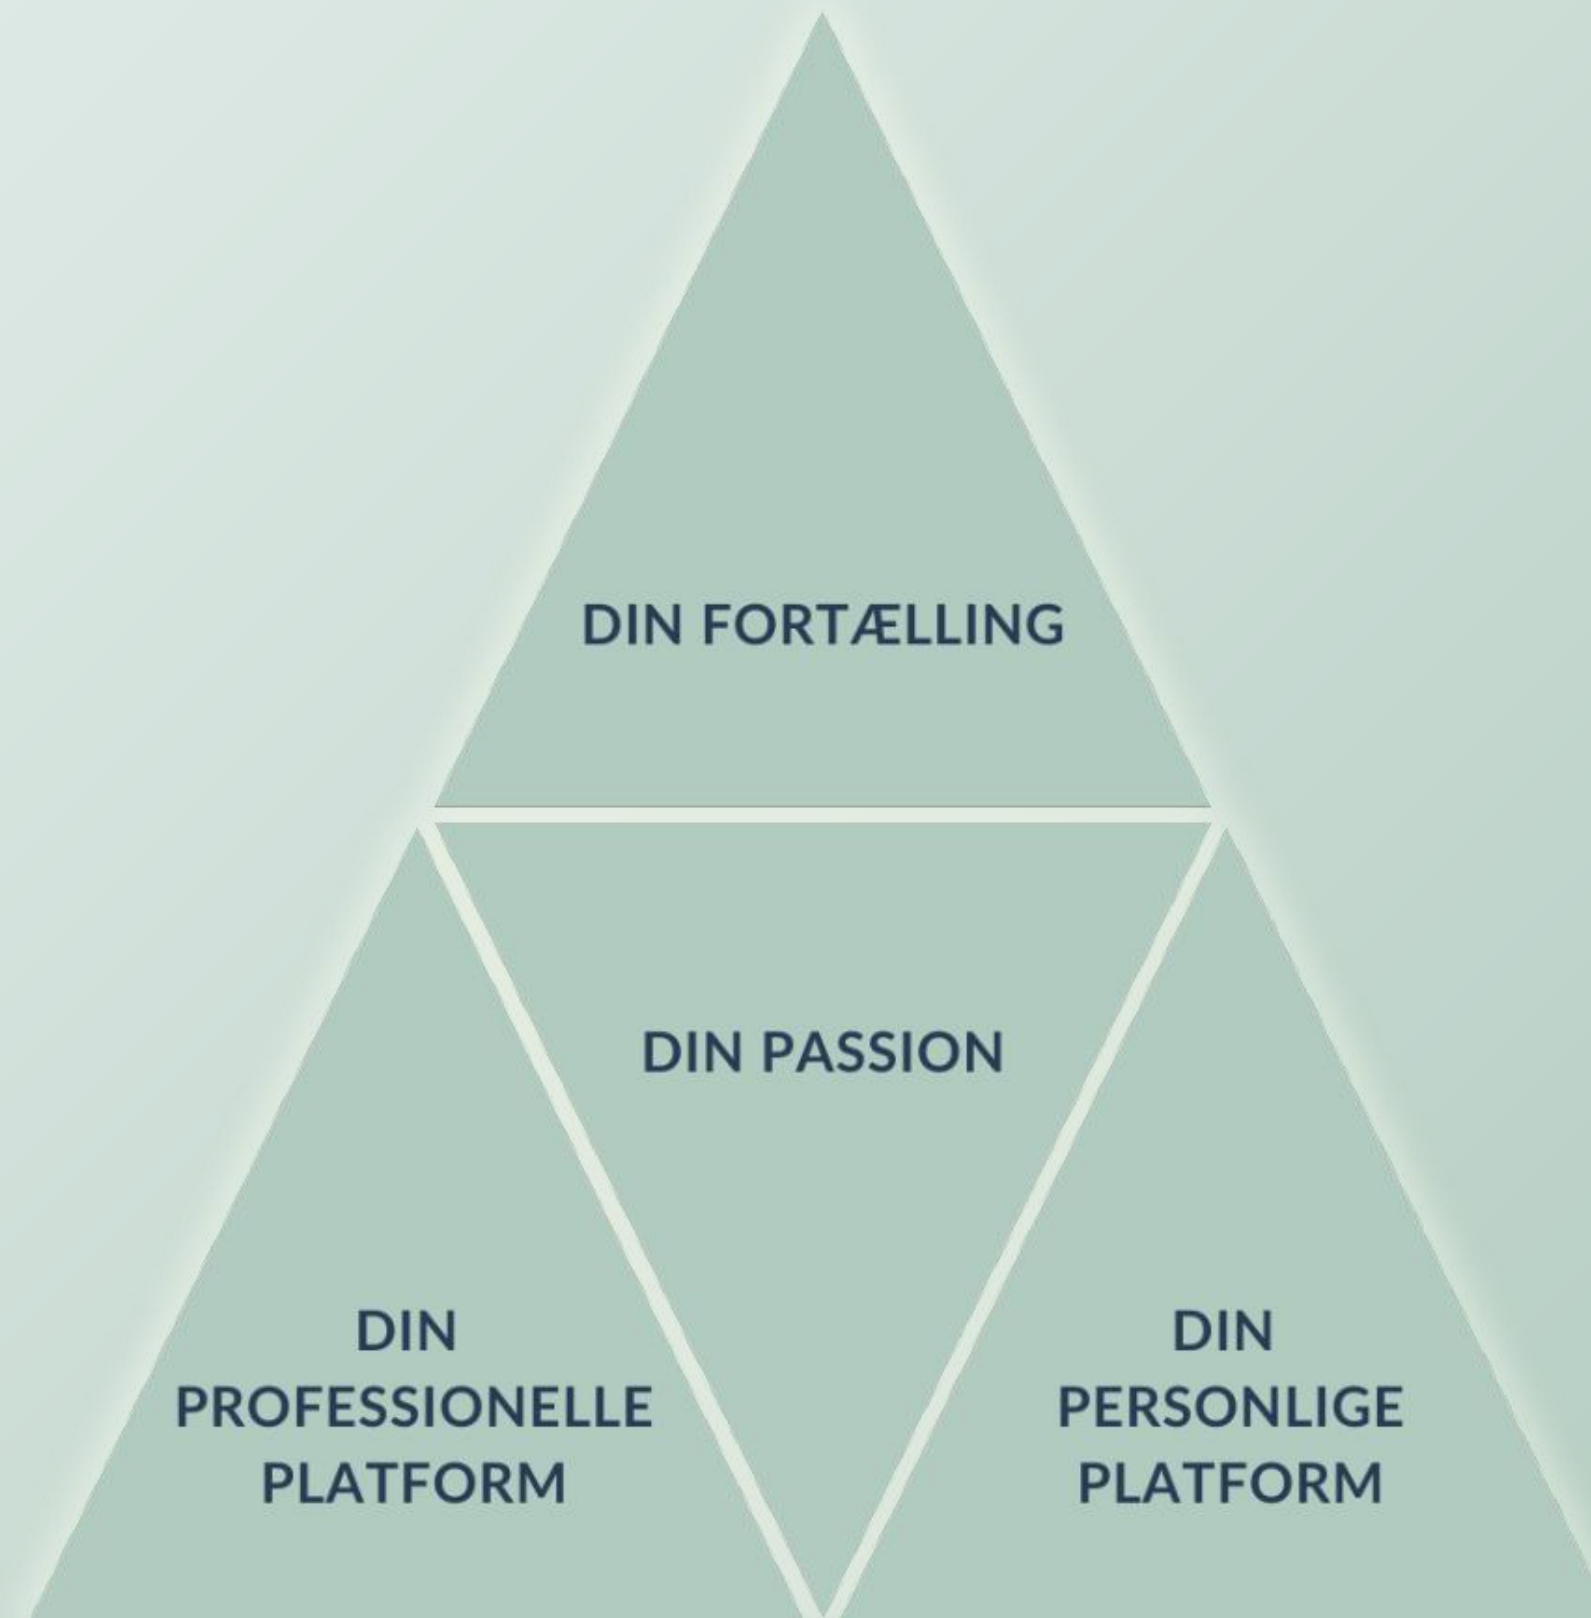 DIN FORTÆLLING
DIN PASSION
DIN
PROFESSIONELLE
PLATFORM
DIN
PERSONLIGE
PLATFORM